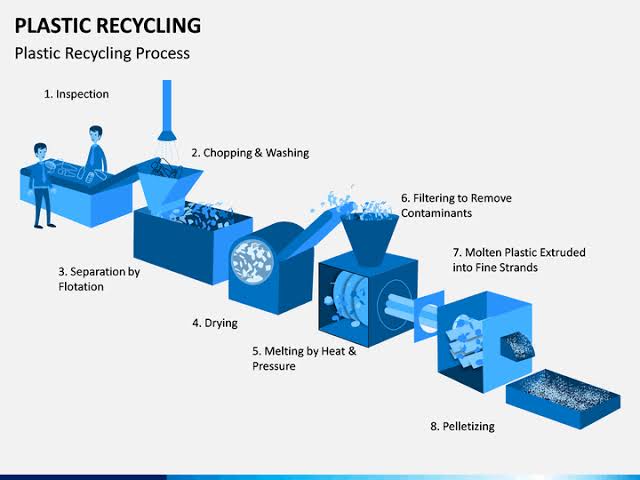 PLASTIC RECYCLING
Plastic Recycling Process
1. Inspection
2. Chopping & Washing
3. Separation by
Flotation
4. Drying
5. Melting by Heat &
Pressure
6. Filtering to Remove
Contaminants
7. Molten Plastic Extruded
into Fine Strands
8. Pelletizing